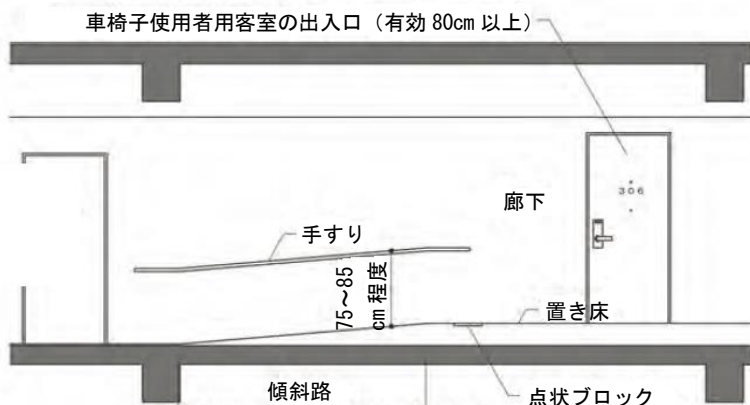 車椅子使用者用客室の出入口（有効 80cm 以上）
306
廊下
手すり
75～85
cm 程度
置き床
傾斜路
点状ブロック